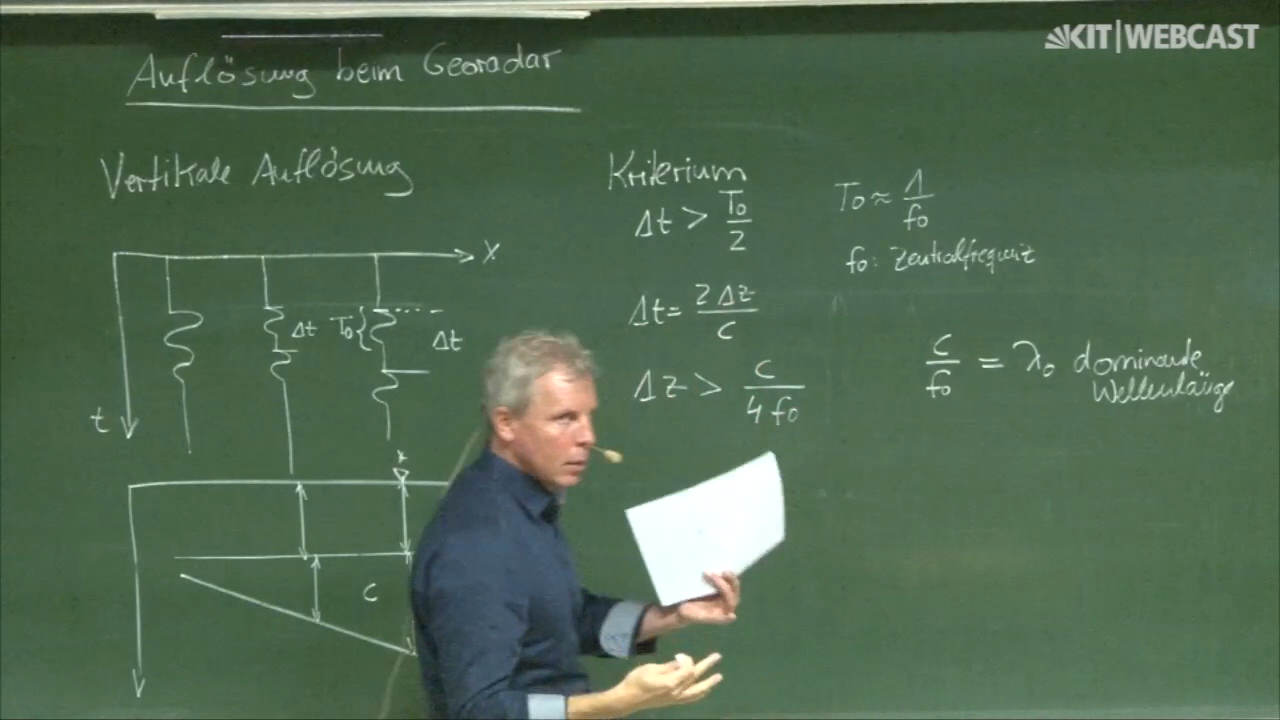 KIT|WEBCAST
Auflösung beim Georadar
Vertikale Auflösung
x
Δt
T₀{
Δt
t
x
c
Kriterium
Δt > T₀/2
Δt = 2Δz/c
Δz > c/4f₀
T₀ ≈ 1/f₀
f₀: Zentralfrequenz
c/f₀ = λ₀ dominante
Wellenlänge